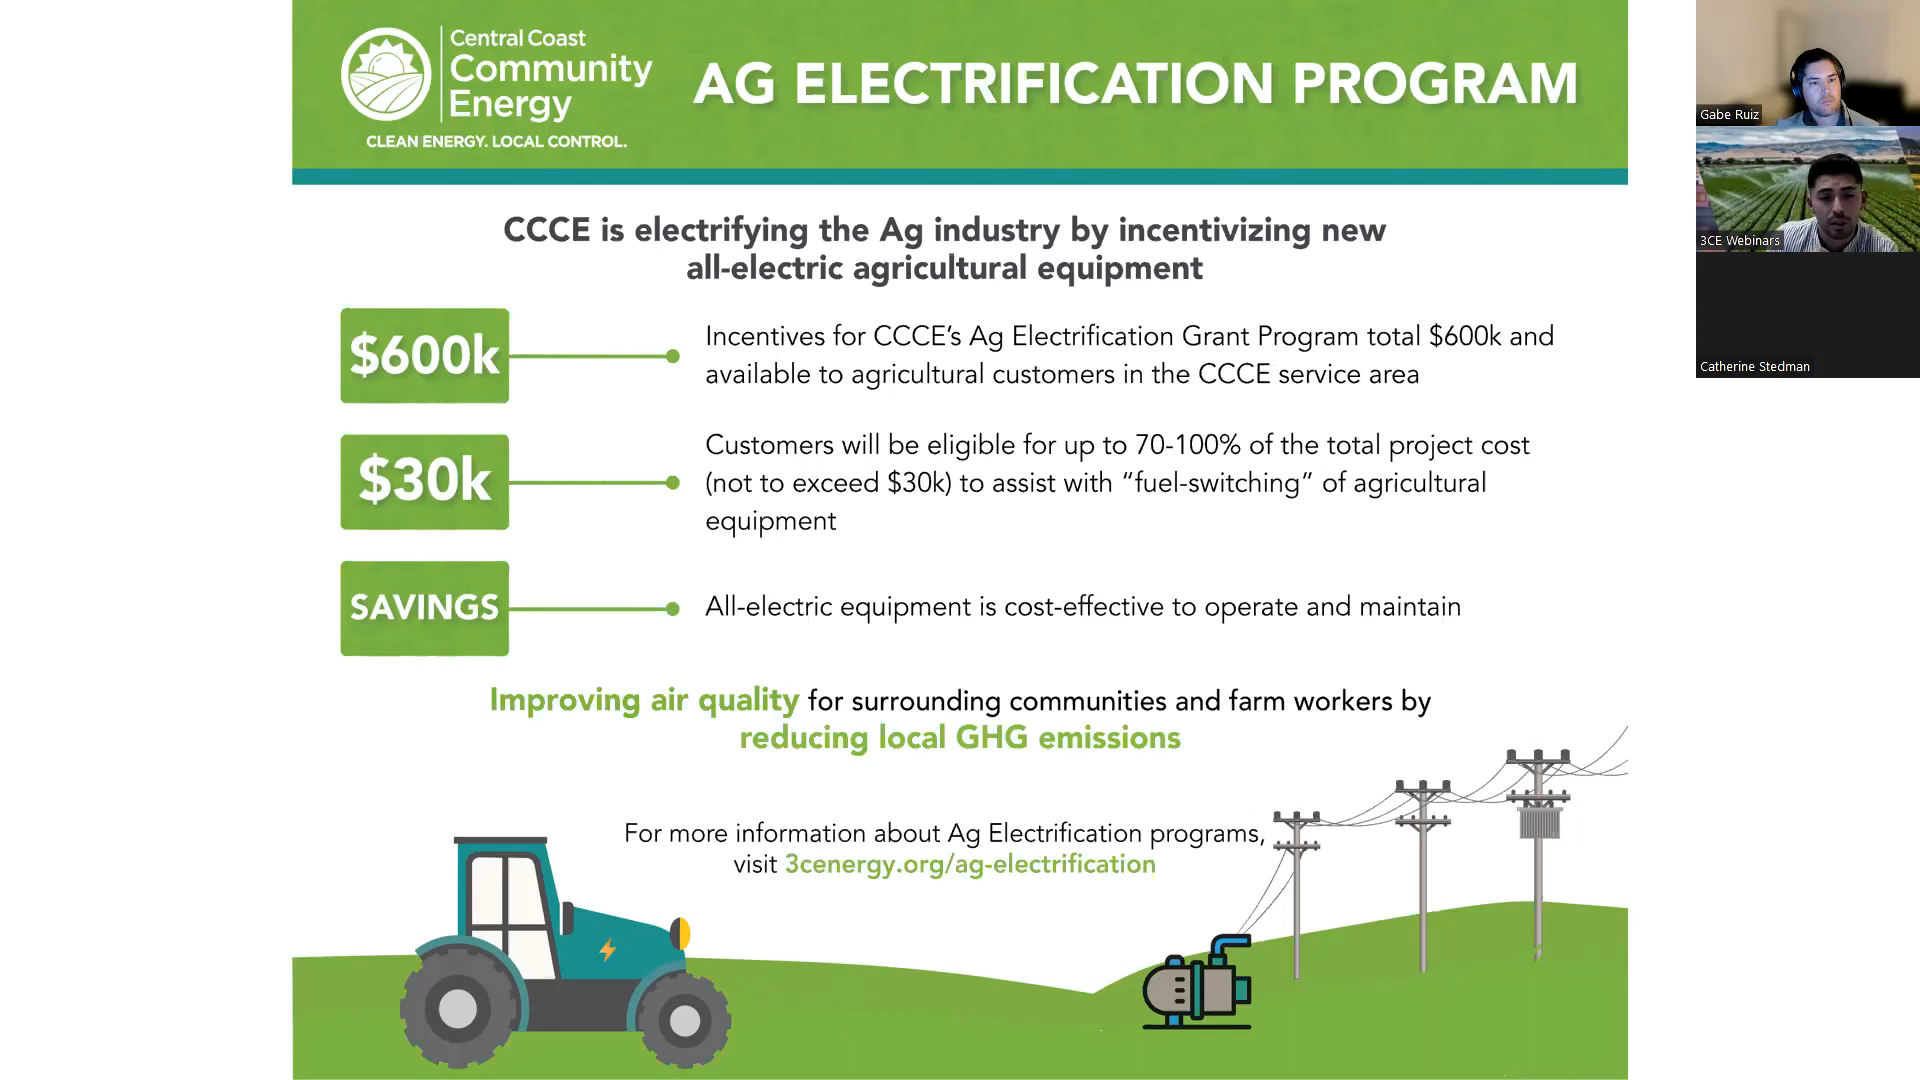 Central Coast
Community
Energy
CLEAN ENERGY. LOCAL CONTROL.
AG ELECTRIFICATION PROGRAM
CCCE is electrifying the Ag industry by incentivizing new
all-electric agricultural equipment
$600k
Incentives for CCCE’s Ag Electrification Grant Program total $600k and
available to agricultural customers in the CCCE service area
$30k
Customers will be eligible for up to 70-100% of the total project cost
(not to exceed $30k) to assist with “fuel-switching” of agricultural
equipment
SAVINGS
All-electric equipment is cost-effective to operate and maintain
Improving air quality for surrounding communities and farm workers by
reducing local GHG emissions
For more information about Ag Electrification programs,
visit 3cenergy.org/ag-electrification
Gabe Ruiz
3CE Webinars
Catherine Stedman